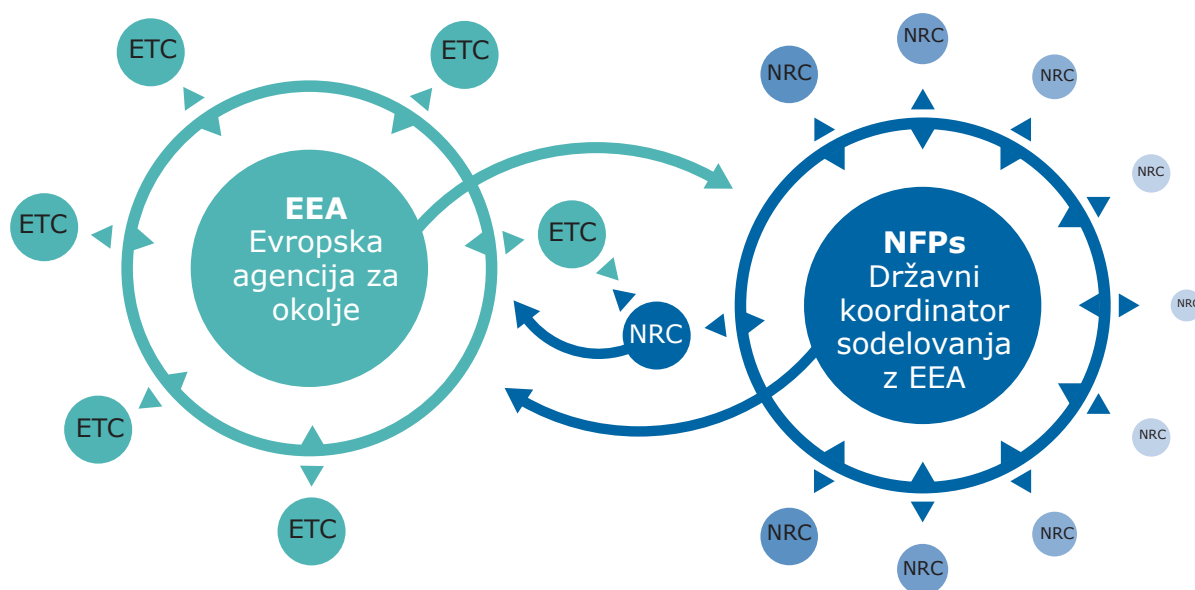 ETC
ETC
ETC
ETC
ETC
ETC
EEA
Evropska
agencija za
okolje
NRC
NRC
NRC
NRC
NRC
NRC
NRC
NRC
NRC
NRC
NFPs
Državni
koordinator
sodelovanja
z EEA